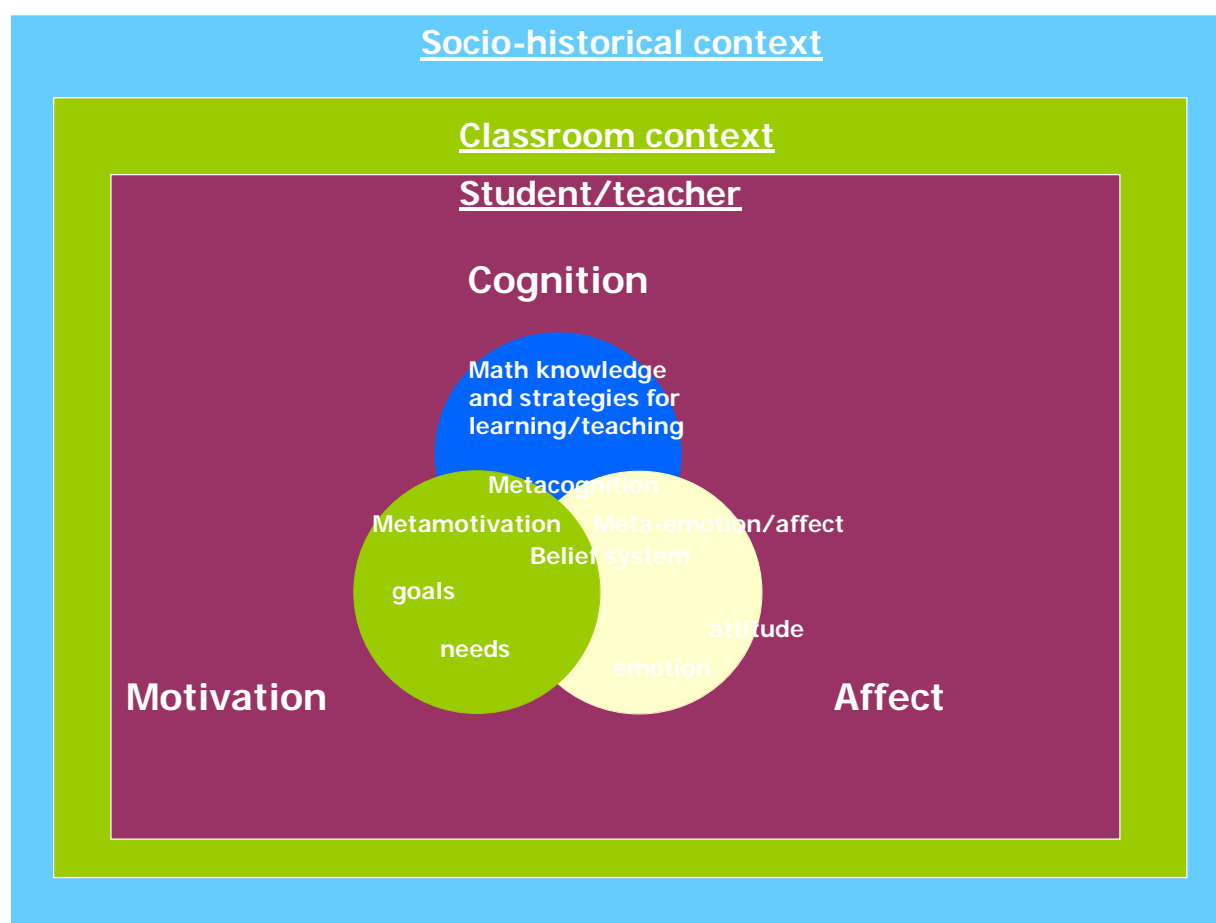 Socio-historical context
Classroom context
Student/teacher
Cognition
Math knowledge
and strategies for
learning/teaching
Metacognition
Metamotivation
Meta-emotion/affect
Belief system
goals
attitude
needs
emotion
Motivation
Affect